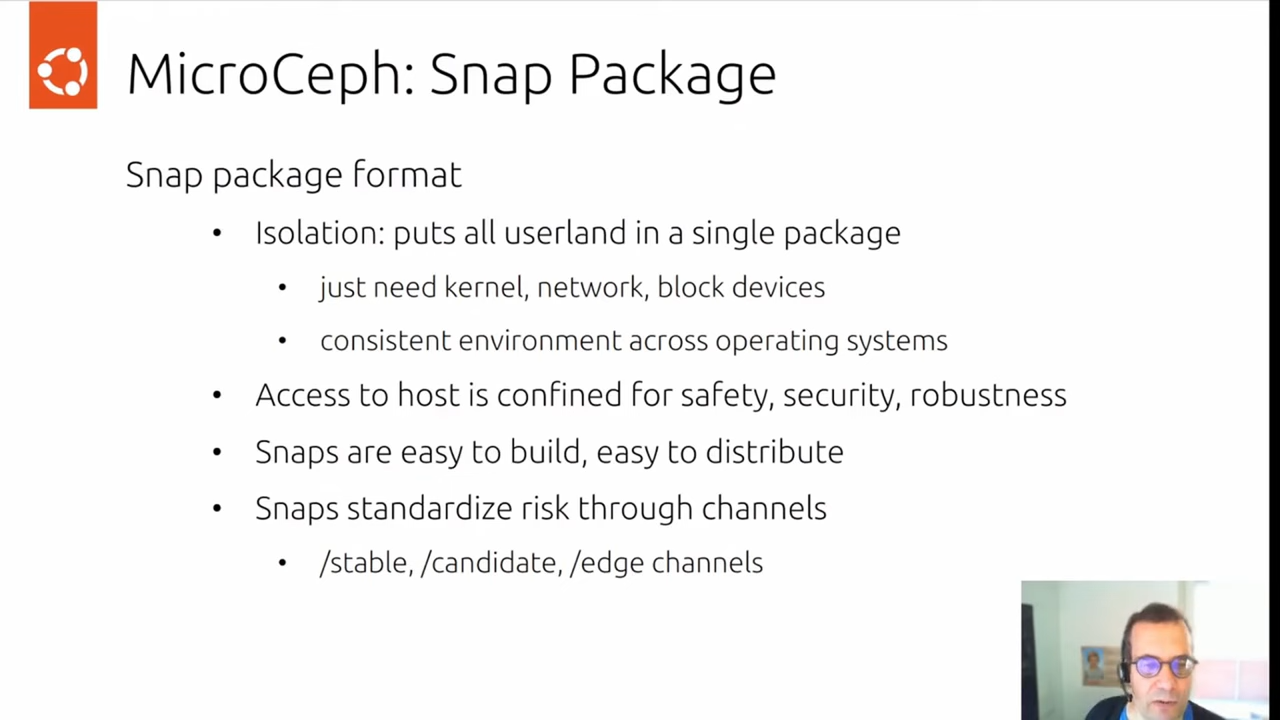 MicroCeph: Snap Package
Snap package format
• Isolation: puts all userland in a single package
• just need kernel, network, block devices
• consistent environment across operating systems
• Access to host is confined for safety, security, robustness
• Snaps are easy to build, easy to distribute
• Snaps standardize risk through channels
• /stable, /candidate, /edge channels